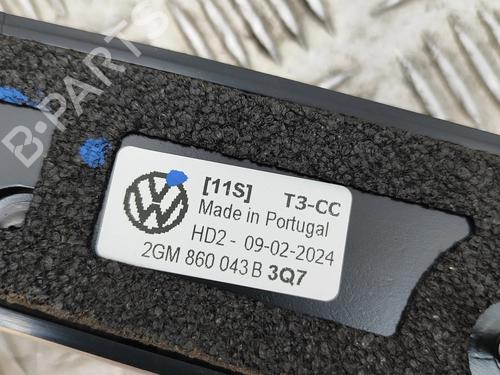 B-PARTS
[11S] T3-CC
Made in Portugal
HD2 - 09-02-2024
2GM 860 043 B 3Q7